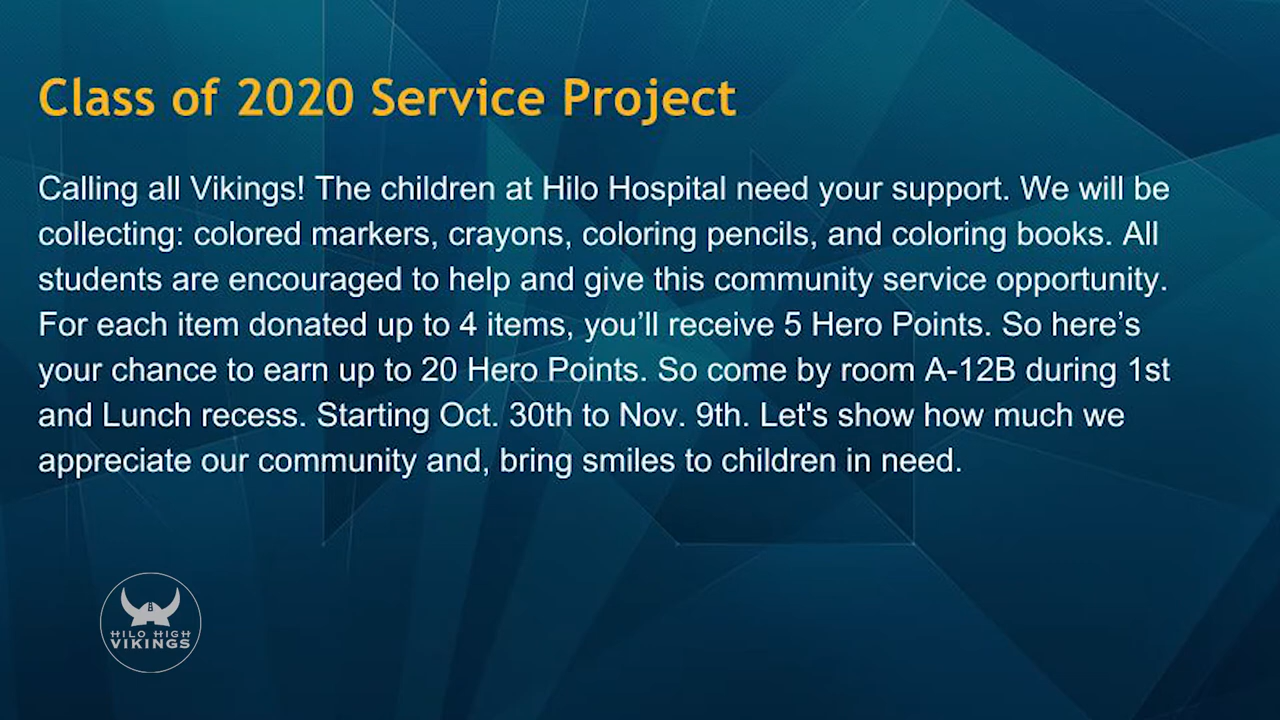 Class of 2020 Service Project
Calling all Vikings! The children at Hilo Hospital need your support. We will be
collecting: colored markers, crayons, coloring pencils, and coloring books. All
students are encouraged to help and give this community service opportunity.
For each item donated up to 4 items, you’ll receive 5 Hero Points. So here’s
your chance to earn up to 20 Hero Points. So come by room A-12B during 1st
and Lunch recess. Starting Oct. 30th to Nov. 9th. Let's show how much we
appreciate our community and, bring smiles to children in need.
HILO HIGH
VIKINGS